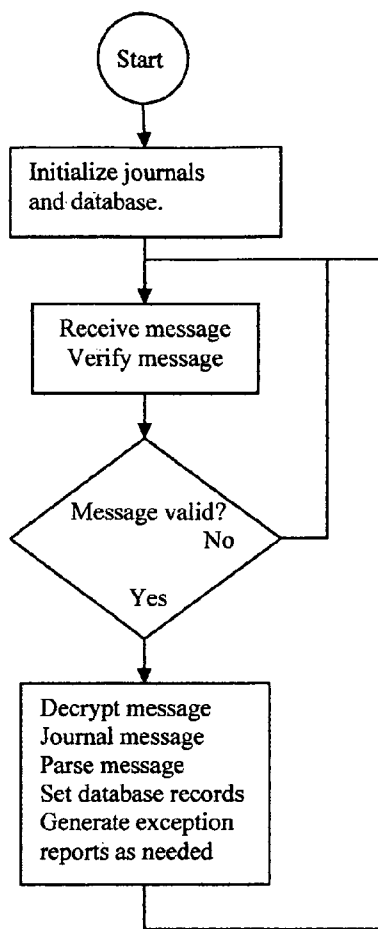 Start
Initialize journals
and database.
Receive message
Verify message
Message valid?
No
Yes
Decrypt message
Journal message
Parse message
Set database records
Generate exception
reports as needed